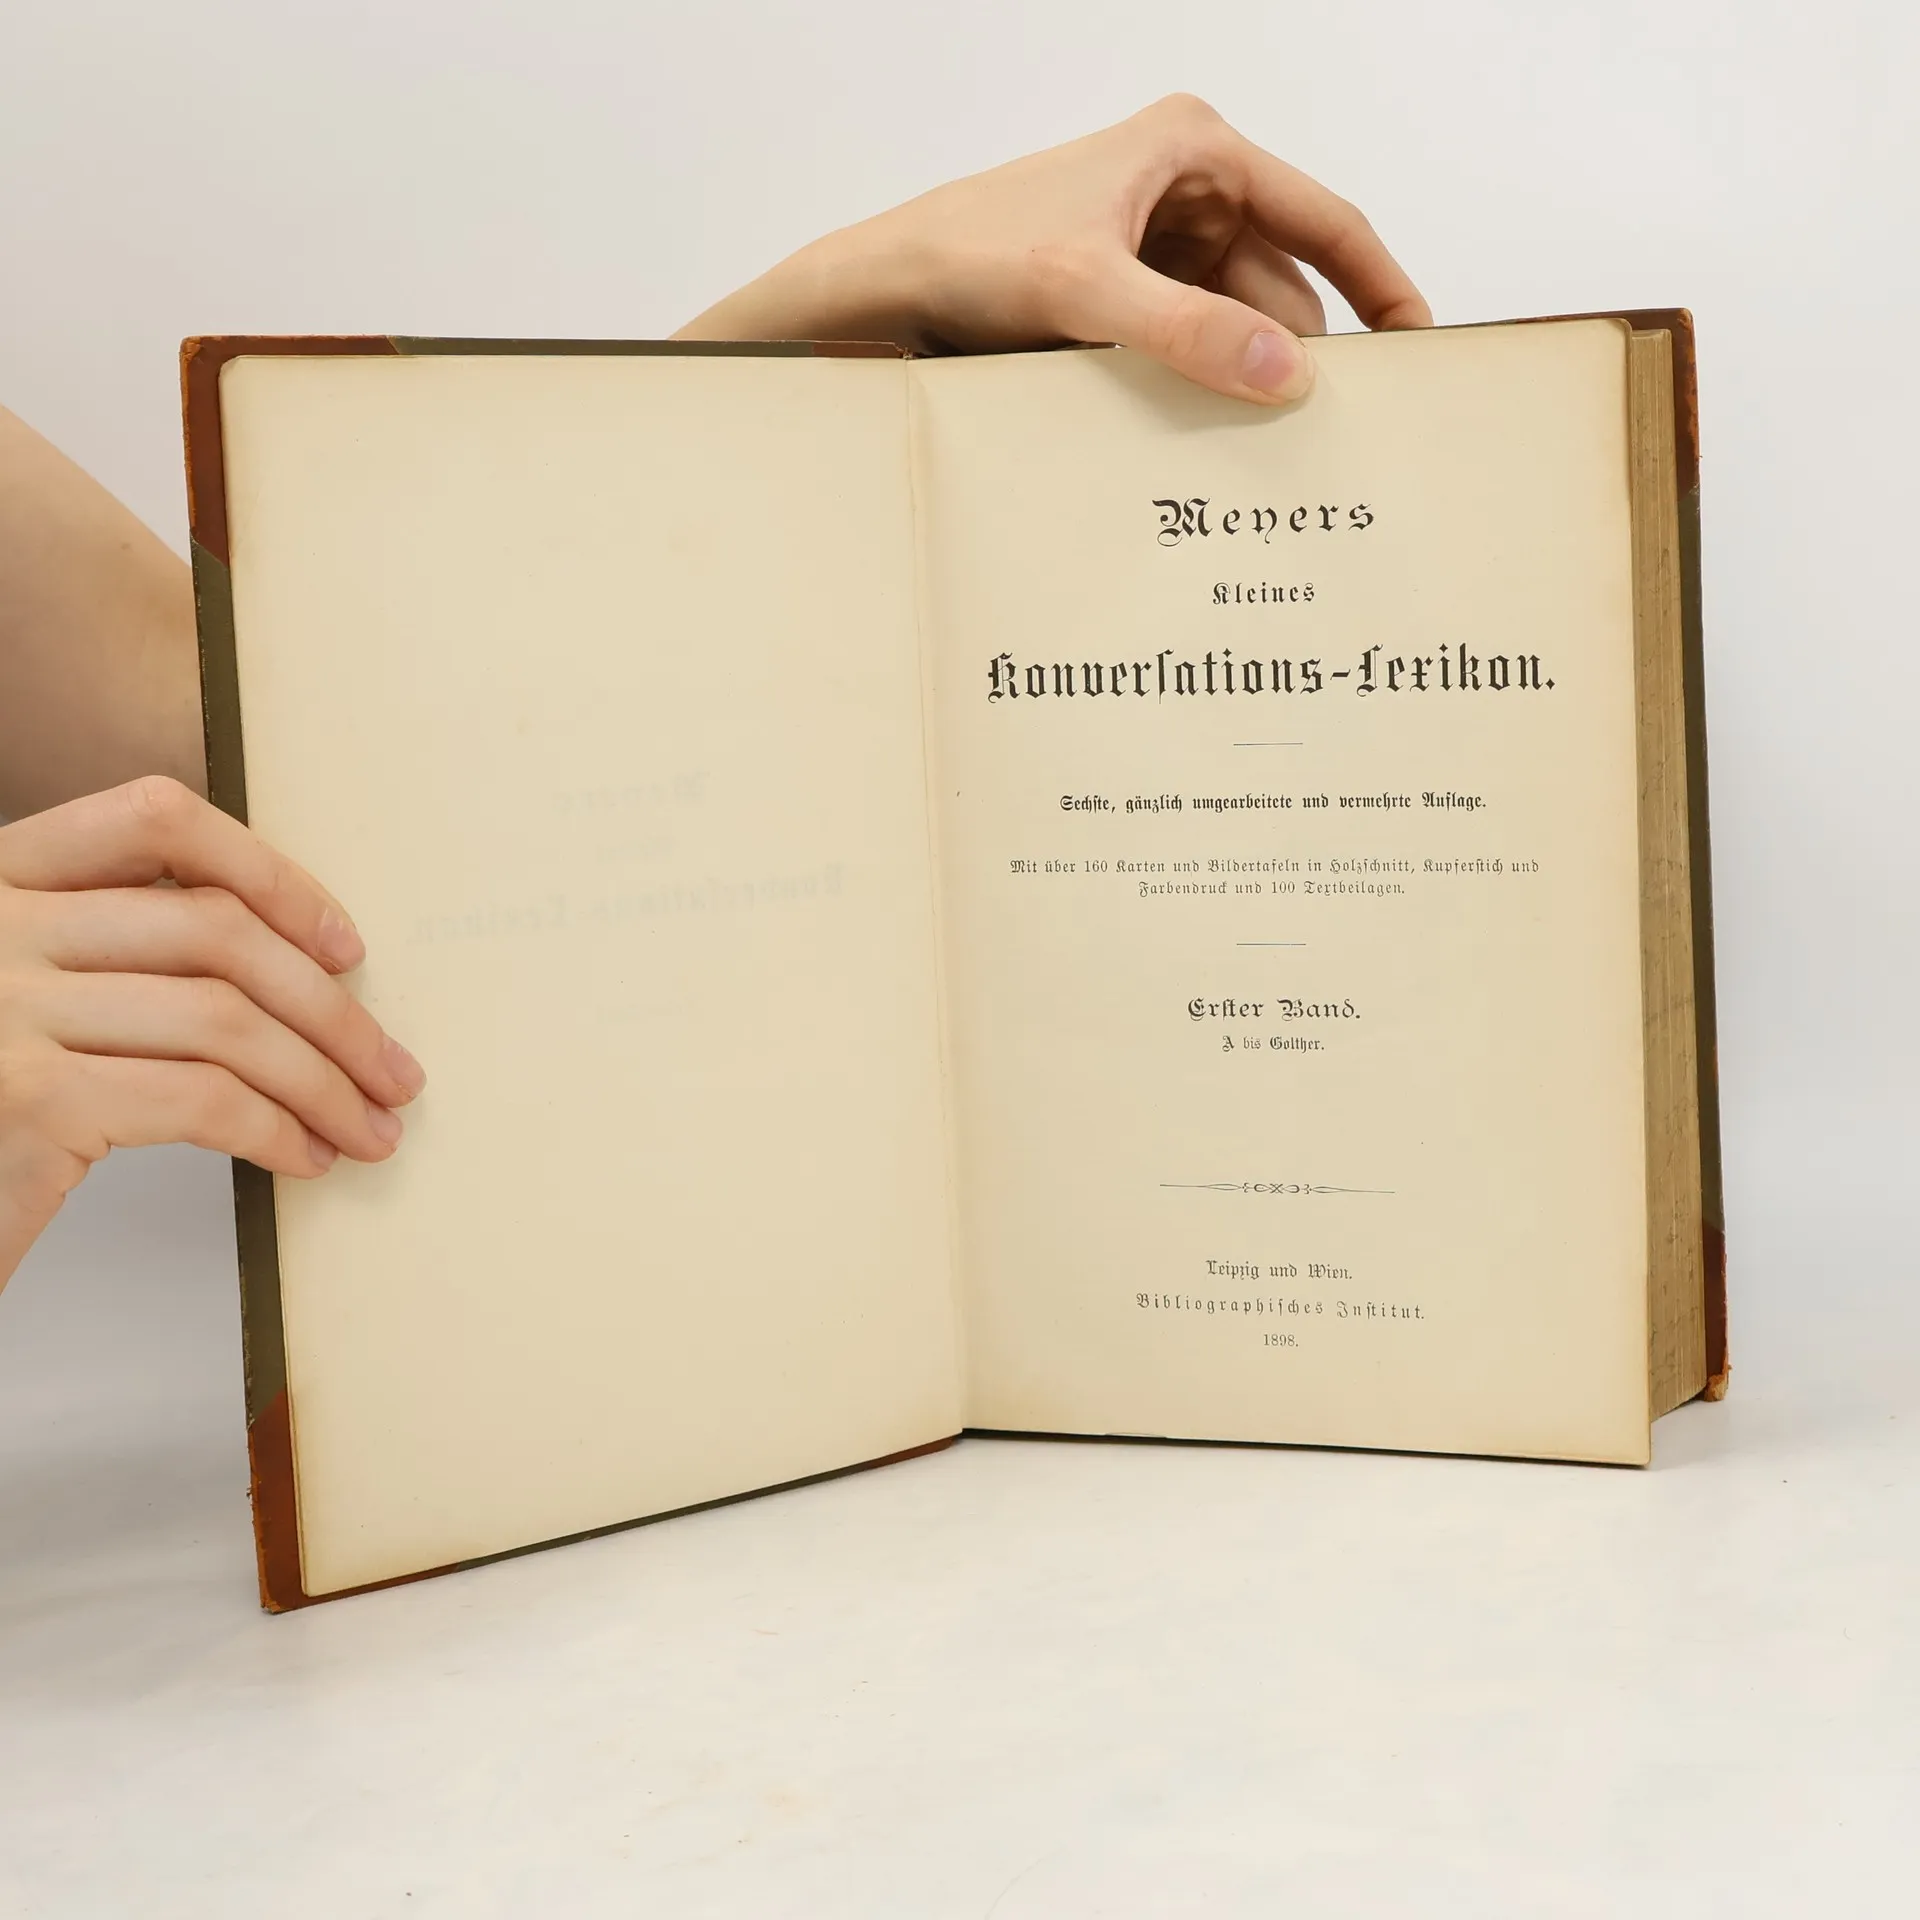 Meyers
Kleines
Konverſations-Lexikon.
Sechſte, gänzlich umgearbeitete und vermehrte Auflage.
Mit über 160 Karten und Bildertafeln in Holzſchnitt, Kupferſtich und
Farbendruck und 100 Textbeilagen.
Erſter Band.
A bis Golther.
Leipzig und Wien.
Bibliographiſches Inſtitut.
1898.